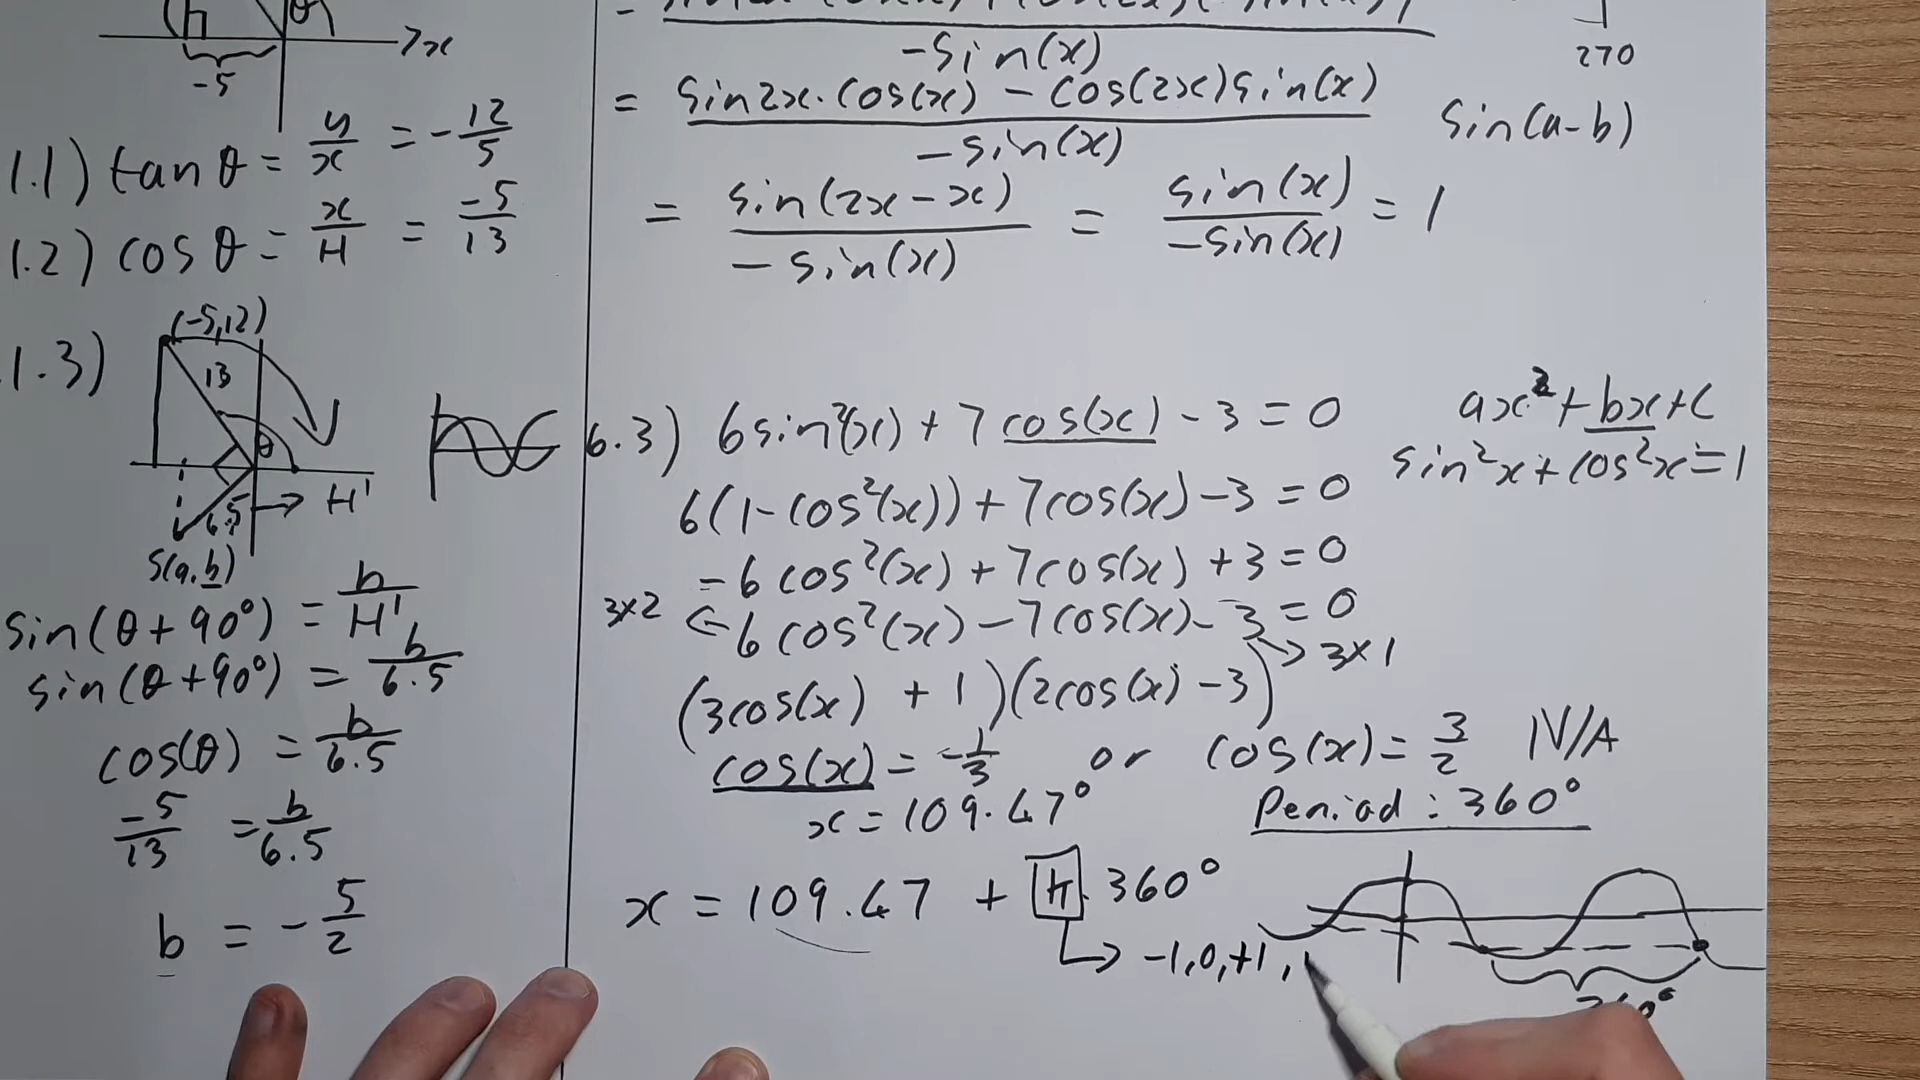 θ
> x
-5
1.1) tan θ = y/x = -12/5
1.2) cos θ = x/H = -5/13
1.3)
(-5,12)
13
θ
6.5
H'
S(a,b)
sin(θ+90°) = b/H'
sin(θ+90°) = b/6.5
cos(θ) = b/6.5
-5/13 = b/6.5
b = -5/2
-sin(x)
= (sin2x.cos(x) - cos(2x)sin(x))/(-sin(x))
= sin(2x-x)/(-sin(x)) = sin(x)/(-sin(x)) = 1
270
sin(a-b)
6.3) 6sin²(x) + 7cos(x) - 3 = 0
6(1-cos²(x)) + 7cos(x) - 3 = 0
-6cos²(x) + 7cos(x) + 3 = 0
3x2 ← 6cos²(x) - 7cos(x) - 3 = 0
→ 3x1
(3cos(x) + 1)(2cos(x) - 3)
cos(x) = -1/3 or cos(x) = 3/2 N/A
x = 109.47°
Period : 360°
x = 109.47 + k.360°
→ -1,0,+1,
ax²+bx+c
sin²x+cos²x=1